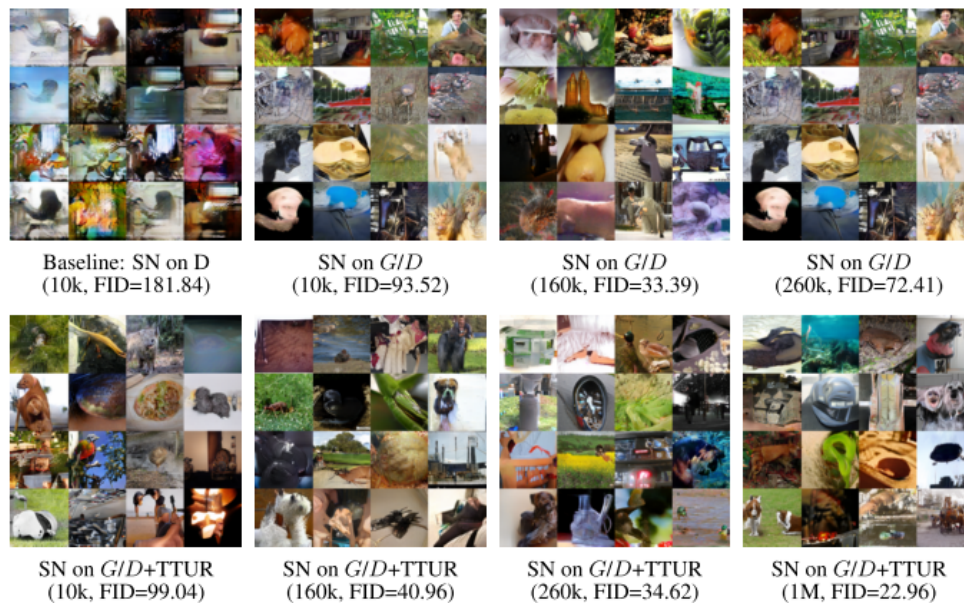 Baseline: SN on D
(10k, FID=181.84)
SN on G/D
(10k, FID=93.52)
SN on G/D
(160k, FID=33.39)
SN on G/D
(260k, FID=72.41)
SN on G/D+TTUR
(10k, FID=99.04)
SN on G/D+TTUR
(160k, FID=40.96)
SN on G/D+TTUR
(260k, FID=34.62)
SN on G/D+TTUR
(1M, FID=22.96)